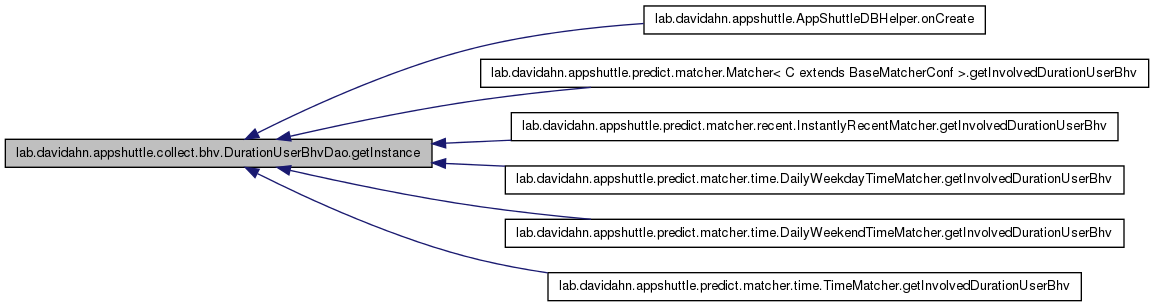 lab.davidahn.appshuttle.AppShuttleDBHelper.onCreate
lab.davidahn.appshuttle.predict.matcher.Matcher< C extends BaseMatcherConf >.getInvolvedDurationUserBhv
lab.davidahn.appshuttle.predict.matcher.recent.InstantlyRecentMatcher.getInvolvedDurationUserBhv
lab.davidahn.appshuttle.collect.bhv.DurationUserBhvDao.getInstance
lab.davidahn.appshuttle.predict.matcher.time.DailyWeekdayTimeMatcher.getInvolvedDurationUserBhv
lab.davidahn.appshuttle.predict.matcher.time.DailyWeekendTimeMatcher.getInvolvedDurationUserBhv
lab.davidahn.appshuttle.predict.matcher.time.TimeMatcher.getInvolvedDurationUserBhv